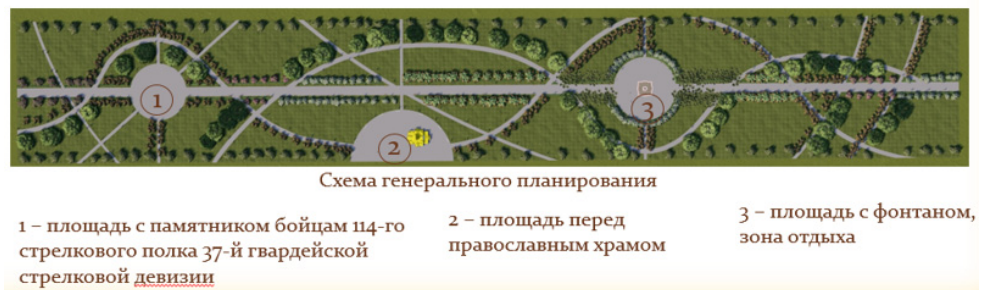 1
2
3
Схема генерального планирования
1 – площадь с памятником бойцам 114-го
стрелкового полка 37-й гвардейской
стрелковой девизии
2 – площадь перед
православным храмом
3 – площадь с фонтаном,
зона отдыха